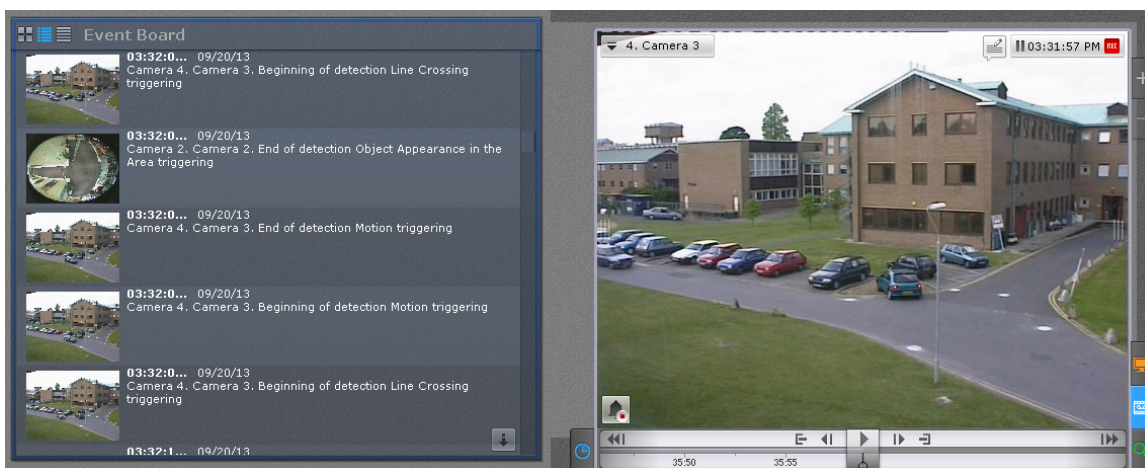 Event Board
03:32:0... 09/20/13
Camera 4. Camera 3. Beginning of detection Line Crossing
triggering
03:32:0... 09/20/13
Camera 2. Camera 2. End of detection Object Appearance in the
Area triggering
03:32:0... 09/20/13
Camera 4. Camera 3. End of detection Motion triggering
03:32:0... 09/20/13
Camera 4. Camera 3. Beginning of detection Motion triggering
03:32:0... 09/20/13
Camera 4. Camera 3. Beginning of detection Line Crossing
triggering
03:32:1... 09/20/13
4. Camera 3
03:31:57 PM REC
35:50 35:55